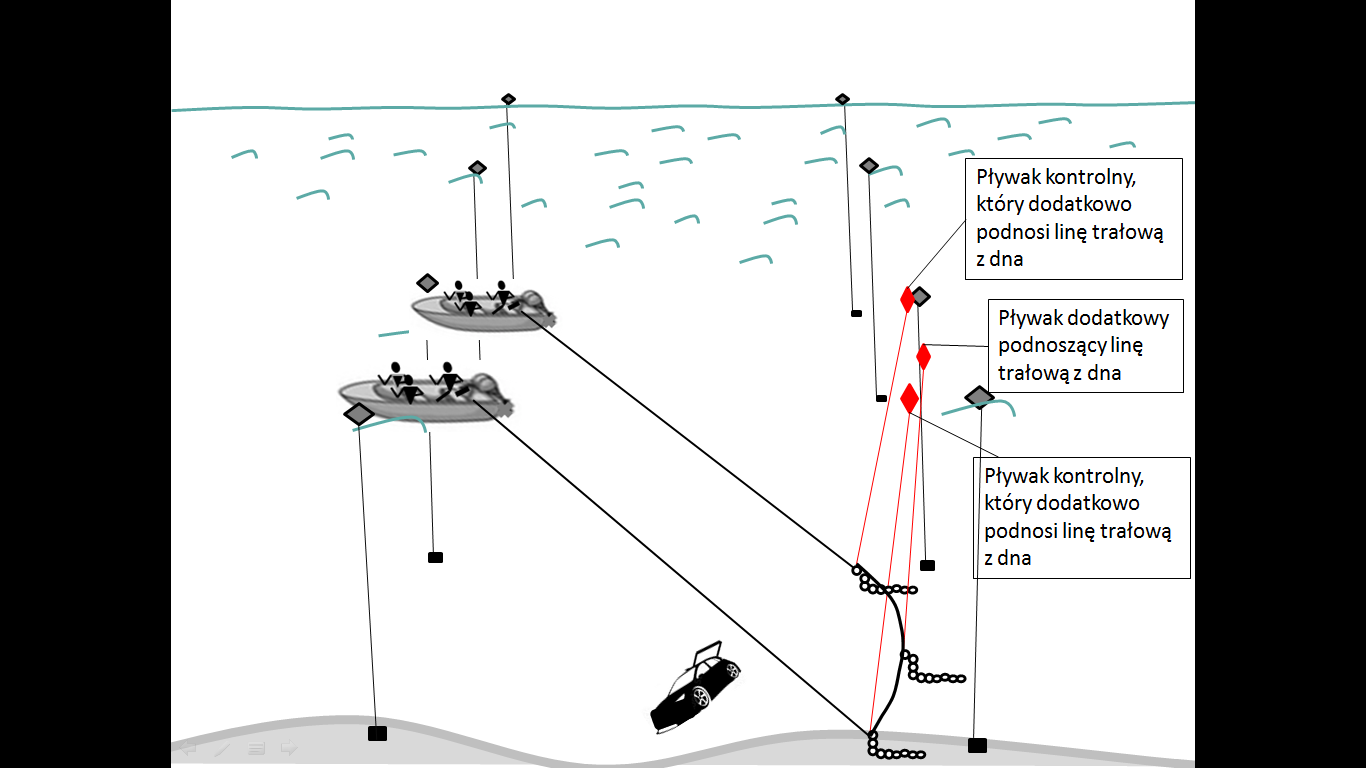 Pływak kontrolny,
który dodatkowo
podnosi linę trałową
z dna
Pływak dodatkowy
podnoszący linę
trałową z dna
Pływak kontrolny,
który dodatkowo
podnosi linę trałową
z dna